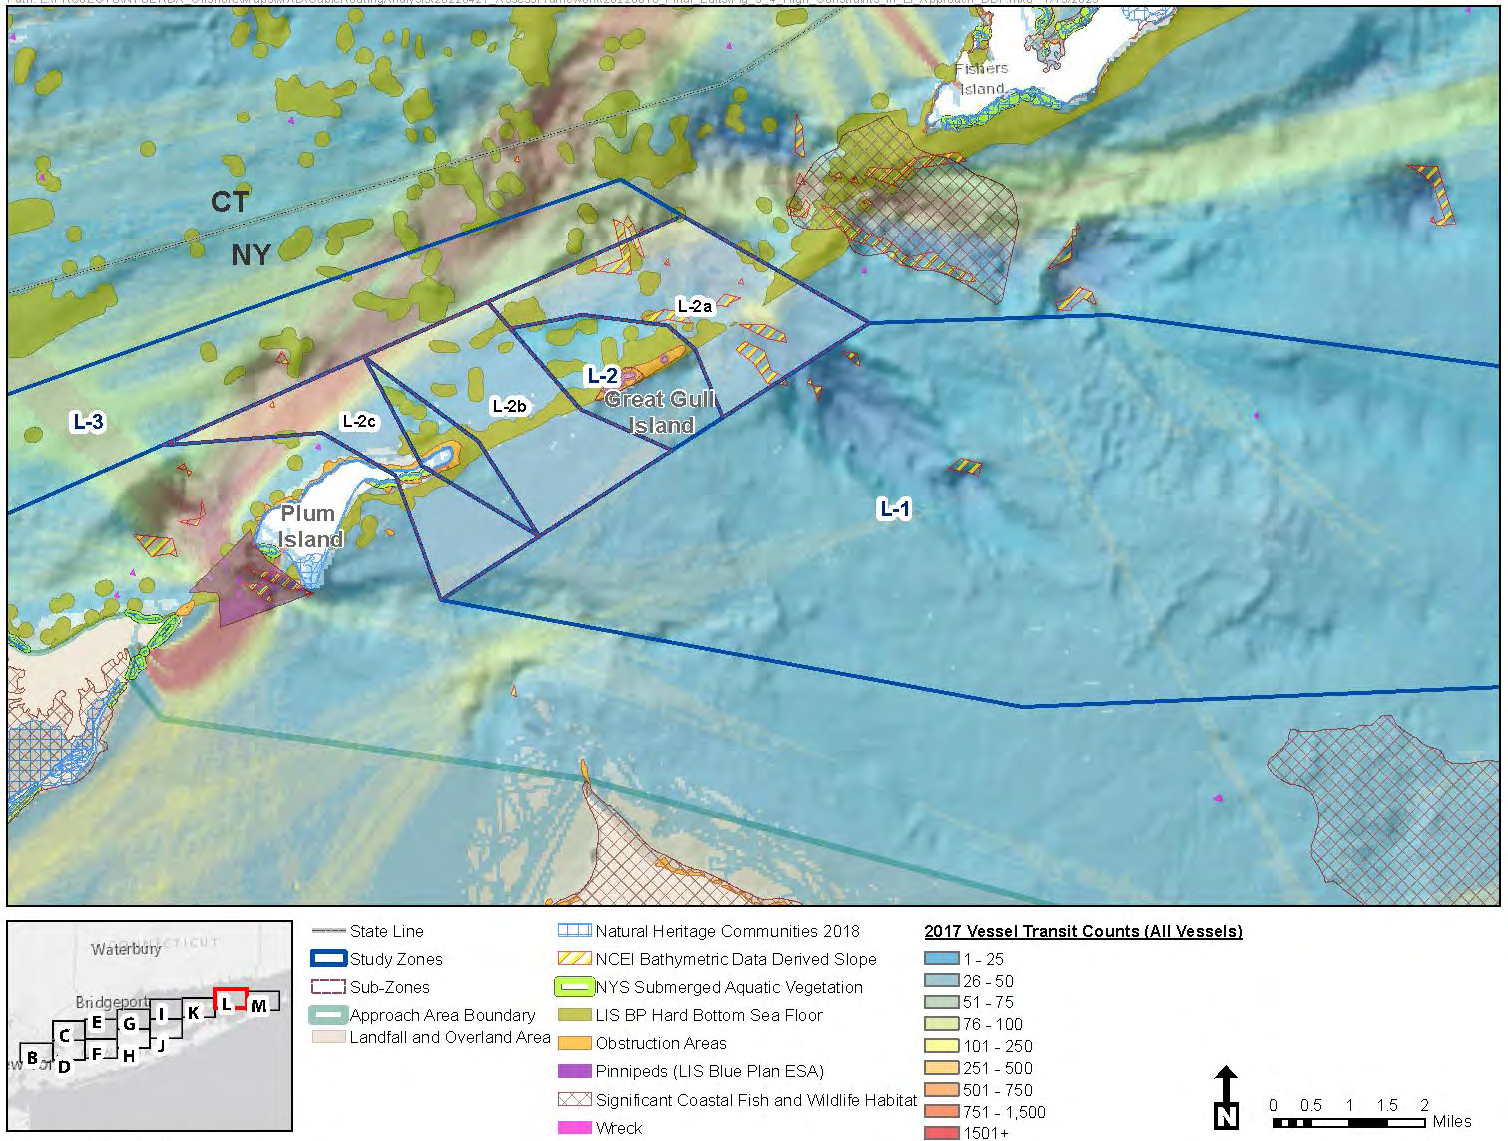 Fishers
Island
CT
NY
L-2a
L-2
Great Gull
Island
L-2b
L-2c
L-3
Plum
Island
L-1
Waterbury
CONNECTICUT
Bridgeport
B
C
D
E
F
G
H
I
J
K
L
M
State Line
Study Zones
Sub-Zones
Approach Area Boundary
Landfall and Overland Area
Natural Heritage Communities 2018
NCEI Bathymetric Data Derived Slope
NYS Submerged Aquatic Vegetation
LIS BP Hard Bottom Sea Floor
Obstruction Areas
Pinnipeds (LIS Blue Plan ESA)
Significant Coastal Fish and Wildlife Habitat
Wreck
2017 Vessel Transit Counts (All Vessels)
1 - 25
26 - 50
51 - 75
76 - 100
101 - 250
251 - 500
501 - 750
751 - 1,500
1501+
N
0 0.5 1 1.5 2
Miles